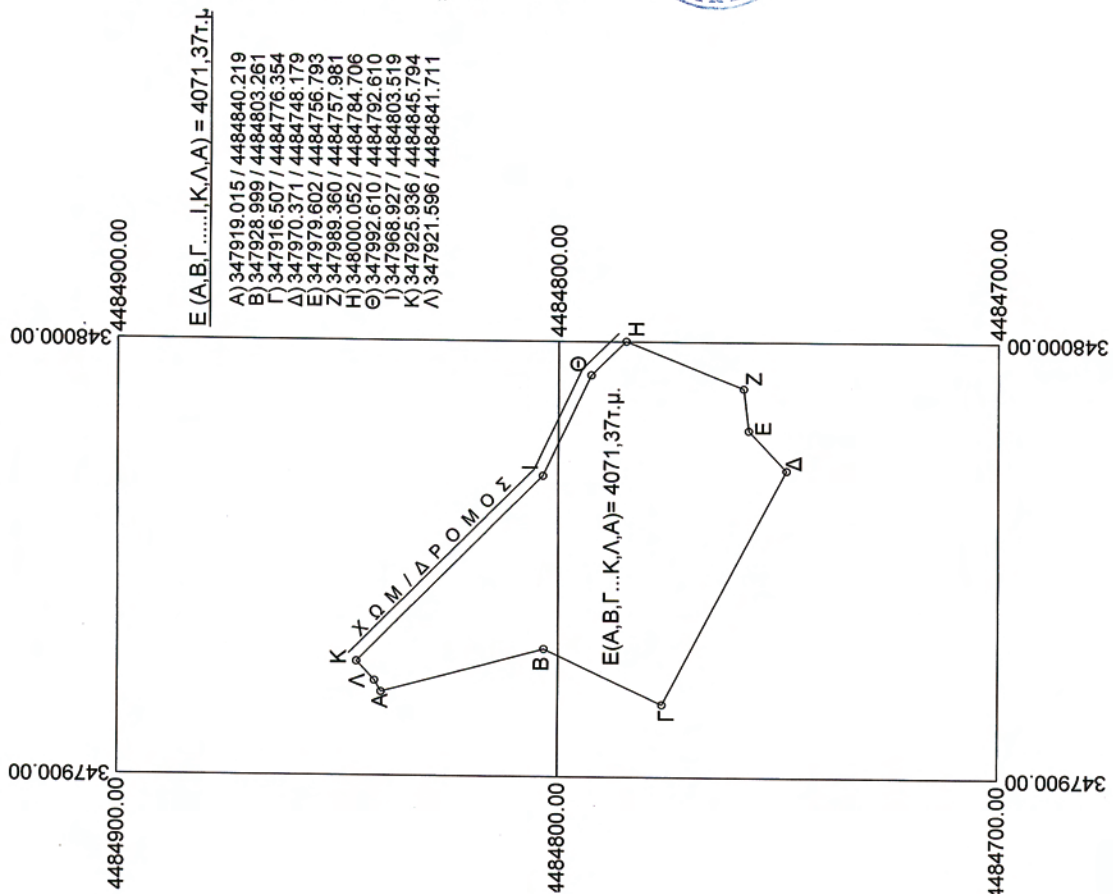 E (A,B,Γ.....I,K,Λ,A) = 4071,37τ.μ
A) 347919.015 / 4484840.219
B) 347928.999 / 4484803.261
Γ) 347916.507 / 4484776.354
Δ) 347970.371 / 4484748.179
E) 347979.602 / 4484756.793
Z) 347989.360 / 4484757.981
H) 348000.052 / 4484784.706
Θ) 347992.610 / 4484792.610
I) 347968.927 / 4484803.519
K) 347925.936 / 4484845.794
Λ) 347921.596 / 4484841.711
348000.00
4484900.00
4484800.00
4484700.00
348000.00
347900.00
4484900.00
4484800.00
4484700.00
347900.00
Χ Ω Μ / Δ Ρ Ο Μ Ο Σ
K
Λ
A
B
Γ
Δ
E
Z
H
Θ
I
E(A,B,Γ...K,Λ,A)= 4071,37τ.μ.